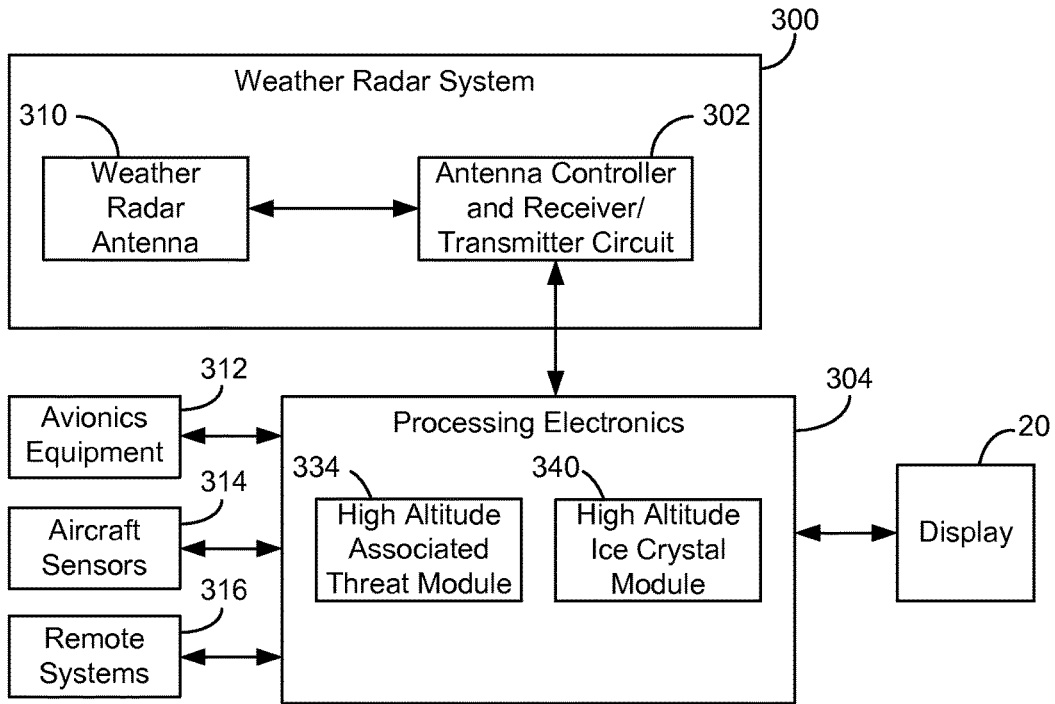 300
Weather Radar System
310
302
Weather
Radar
Antenna
Antenna Controller
and Receiver/
Transmitter Circuit
312
304
Avionics
Equipment
Processing Electronics
20
334
340
314
High Altitude
Associated
Threat Module
High Altitude
Ice Crystal
Module
Aircraft
Sensors
Display
316
Remote
Systems